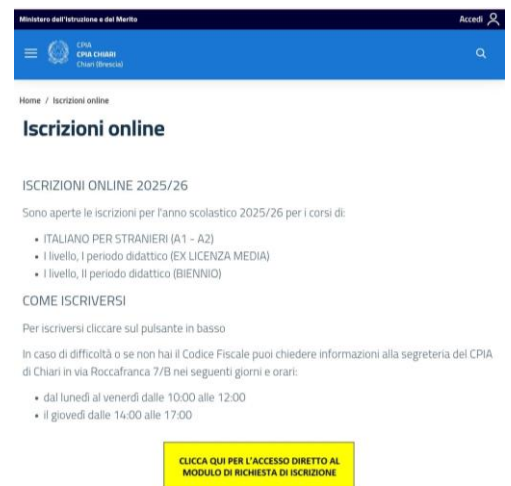 Ministero dell'Istruzione e del Merito
Accedi
CPIA
CPIA CHIARI
Chiari (Brescia)
Home / Iscrizioni online
Iscrizioni online
ISCRIZIONI ONLINE 2025/26
Sono aperte le iscrizioni per l'anno scolastico 2025/26 per i corsi di:
• ITALIANO PER STRANIERI (A1 - A2)
• I livello, I periodo didattico (EX LICENZA MEDIA)
• I livello, II periodo didattico (BIENNIO)
COME ISCRIVERSI
Per iscriversi cliccare sul pulsante in basso
In caso di difficoltà o se non hai il Codice Fiscale puoi chiedere informazioni alla segreteria del CPIA
di Chiari in via Roccafranca 7/B nei seguenti giorni e orari:
• dal lunedì al venerdì dalle 10:00 alle 12:00
• il giovedì dalle 14:00 alle 17:00
CLICCA QUI PER L'ACCESSO DIRETTO AL
MODULO DI RICHIESTA DI ISCRIZIONE